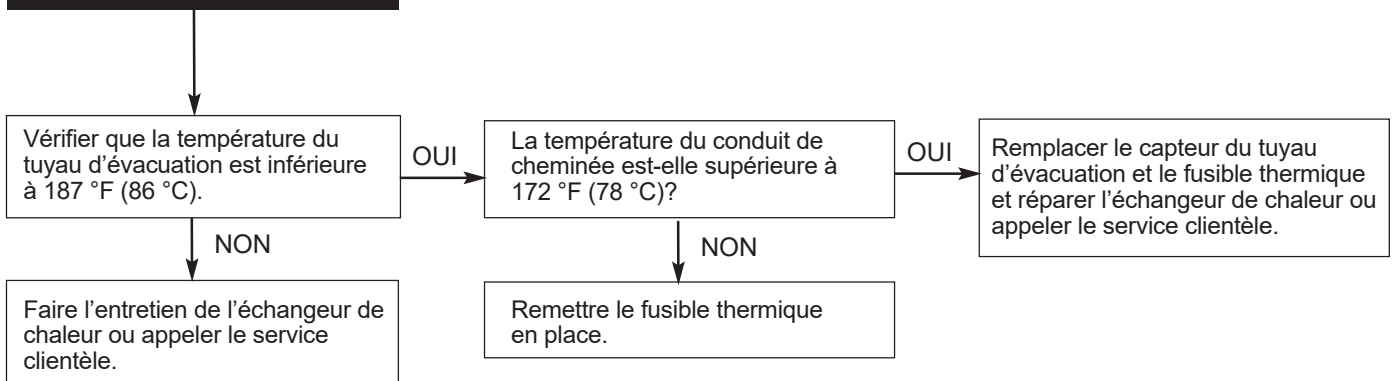 Vérifier que la température du
tuyau d’évacuation est inférieure
à 187 °F (86 °C).
OUI
La température du conduit de
cheminée est-elle supérieure à
172 °F (78 °C)?
OUI
Remplacer le capteur du tuyau
d’évacuation et le fusible thermique
et réparer l’échangeur de chaleur ou
appeler le service clientèle.
NON
NON
Faire l’entretien de l’échangeur de
chaleur ou appeler le service
clientèle.
Remettre le fusible thermique
en place.